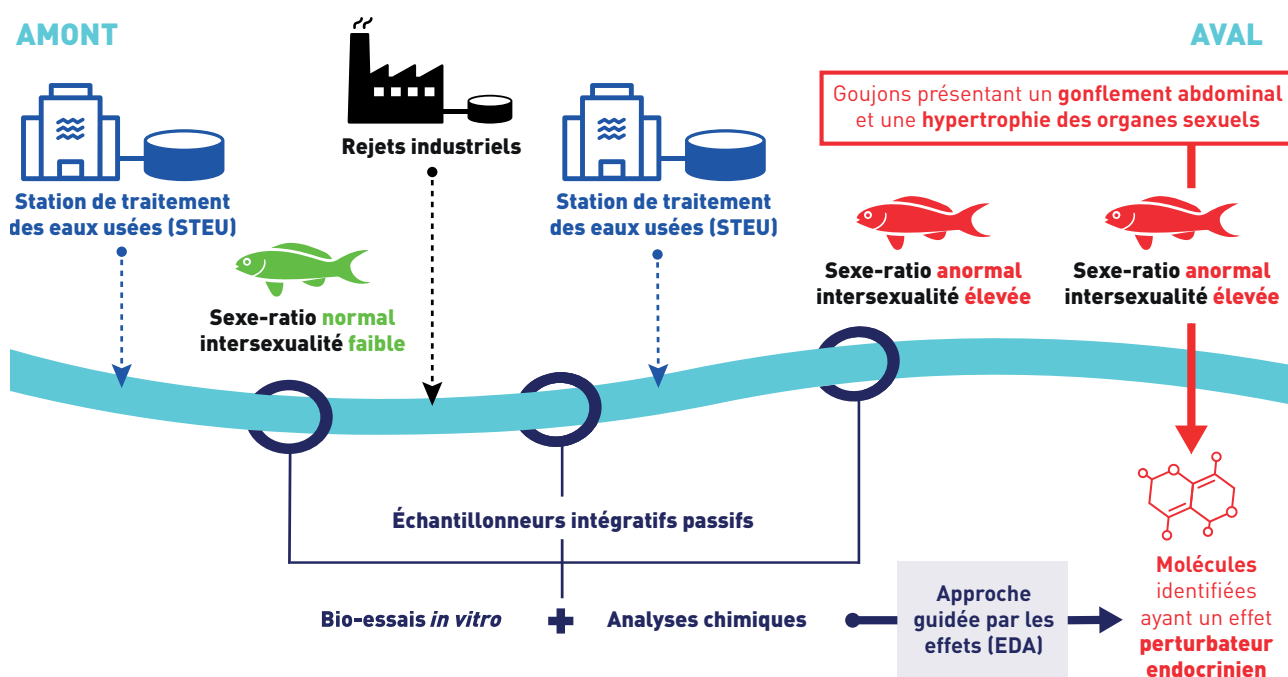 AMONT
AVAL
Goujons présentant un gonflement abdominal
et une hypertrophie des organes sexuels
Rejets industriels
Station de traitement
des eaux usées (STEU)
Station de traitement
des eaux usées (STEU)
Sexe-ratio normal
intersexualité faible
Sexe-ratio anormal
intersexualité élevée
Sexe-ratio anormal
intersexualité élevée
Échantillonneurs intégratifs passifs
Bio-essais in vitro
Analyses chimiques
Approche
guidée par les
effets (EDA)
Molécules
identifiées
ayant un effet
perturbateur
endocrinien